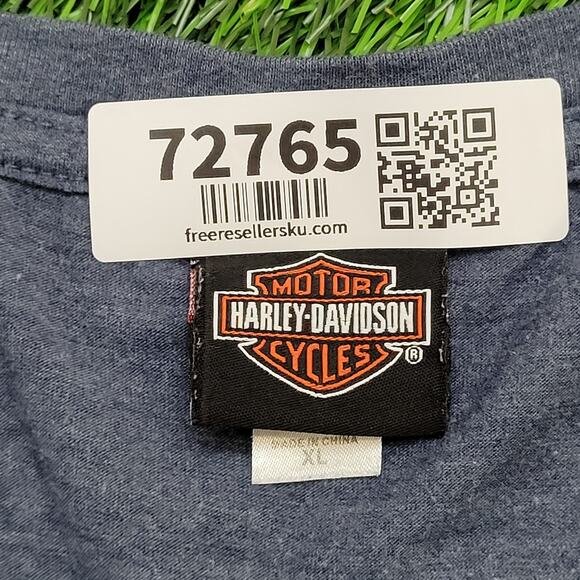 72765
freeresellersku.com
MOTOR
HARLEY-DAVIDSON
CYCLES ®
MADE IN CHINA
XL